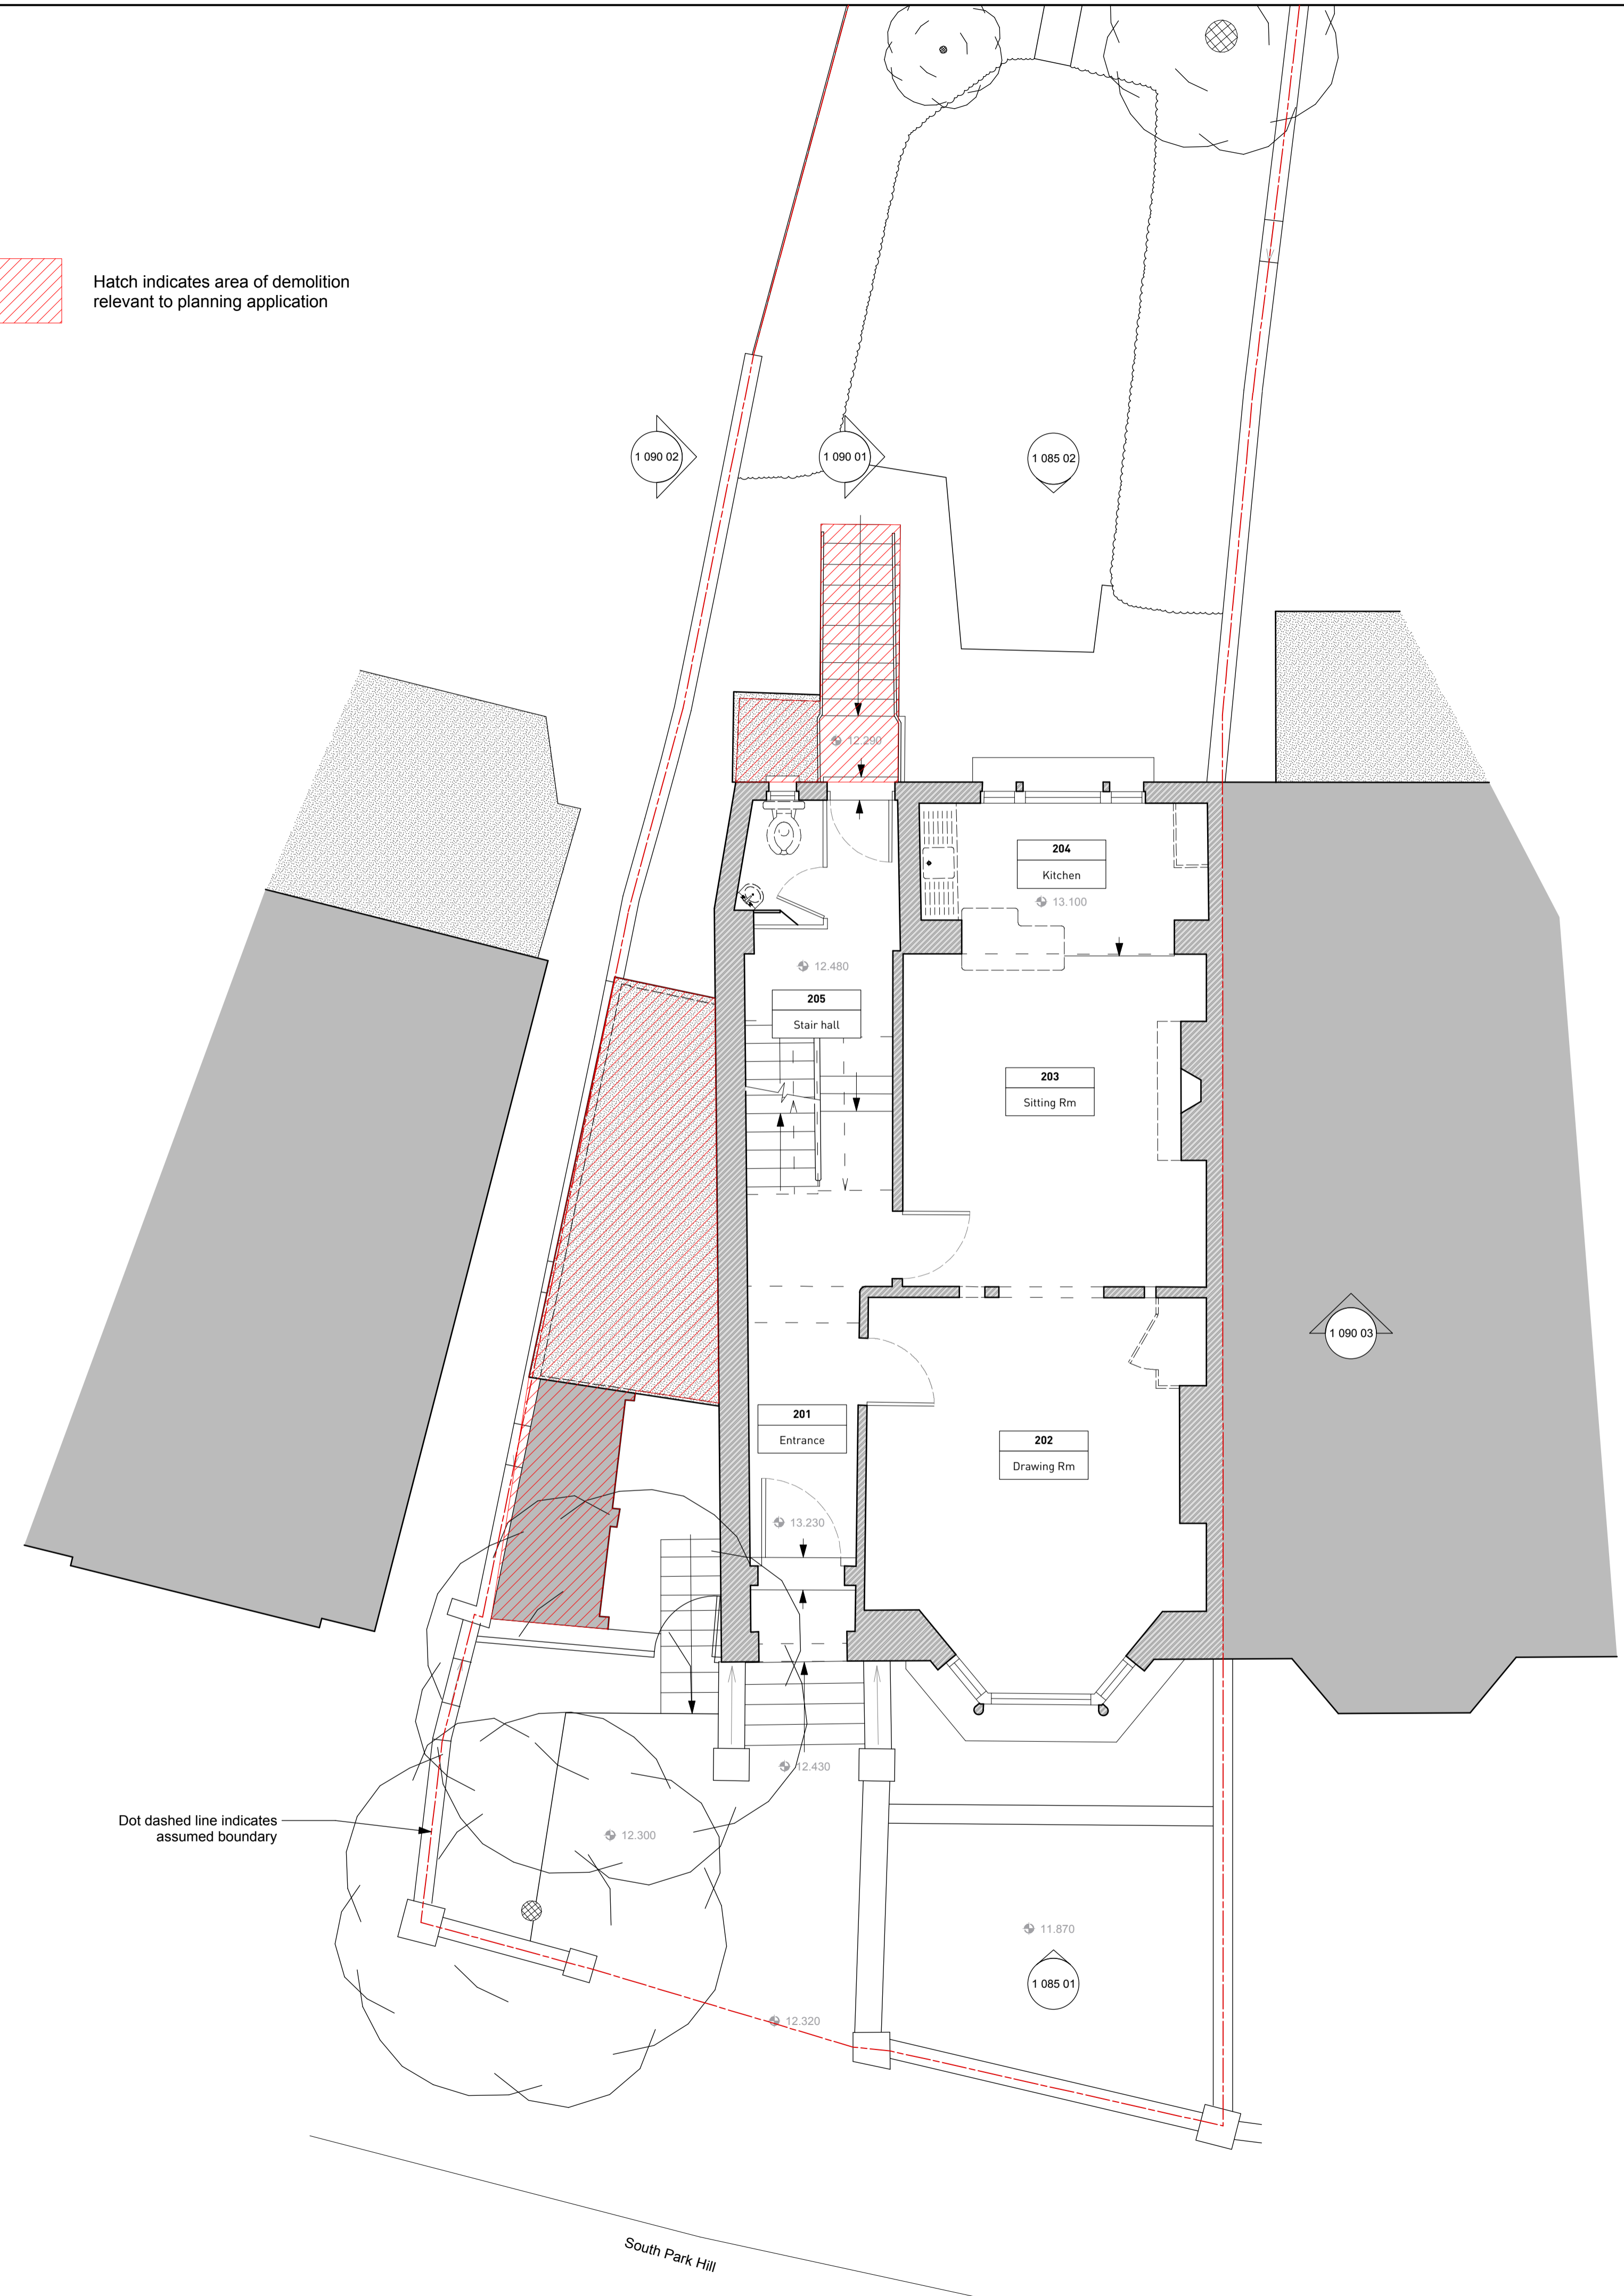 Hatch indicates area of demolition
relevant to planning application
1 090 02
1 090 01
1 085 02
12.290
204
Kitchen
13.100
12.480
205
Stair hall
203
Sitting Rm
1 090 03
201
Entrance
202
Drawing Rm
13.230
12.430
Dot dashed line indicates
assumed boundary
12.300
11.870
1 085 01
12.320
South Park Hill